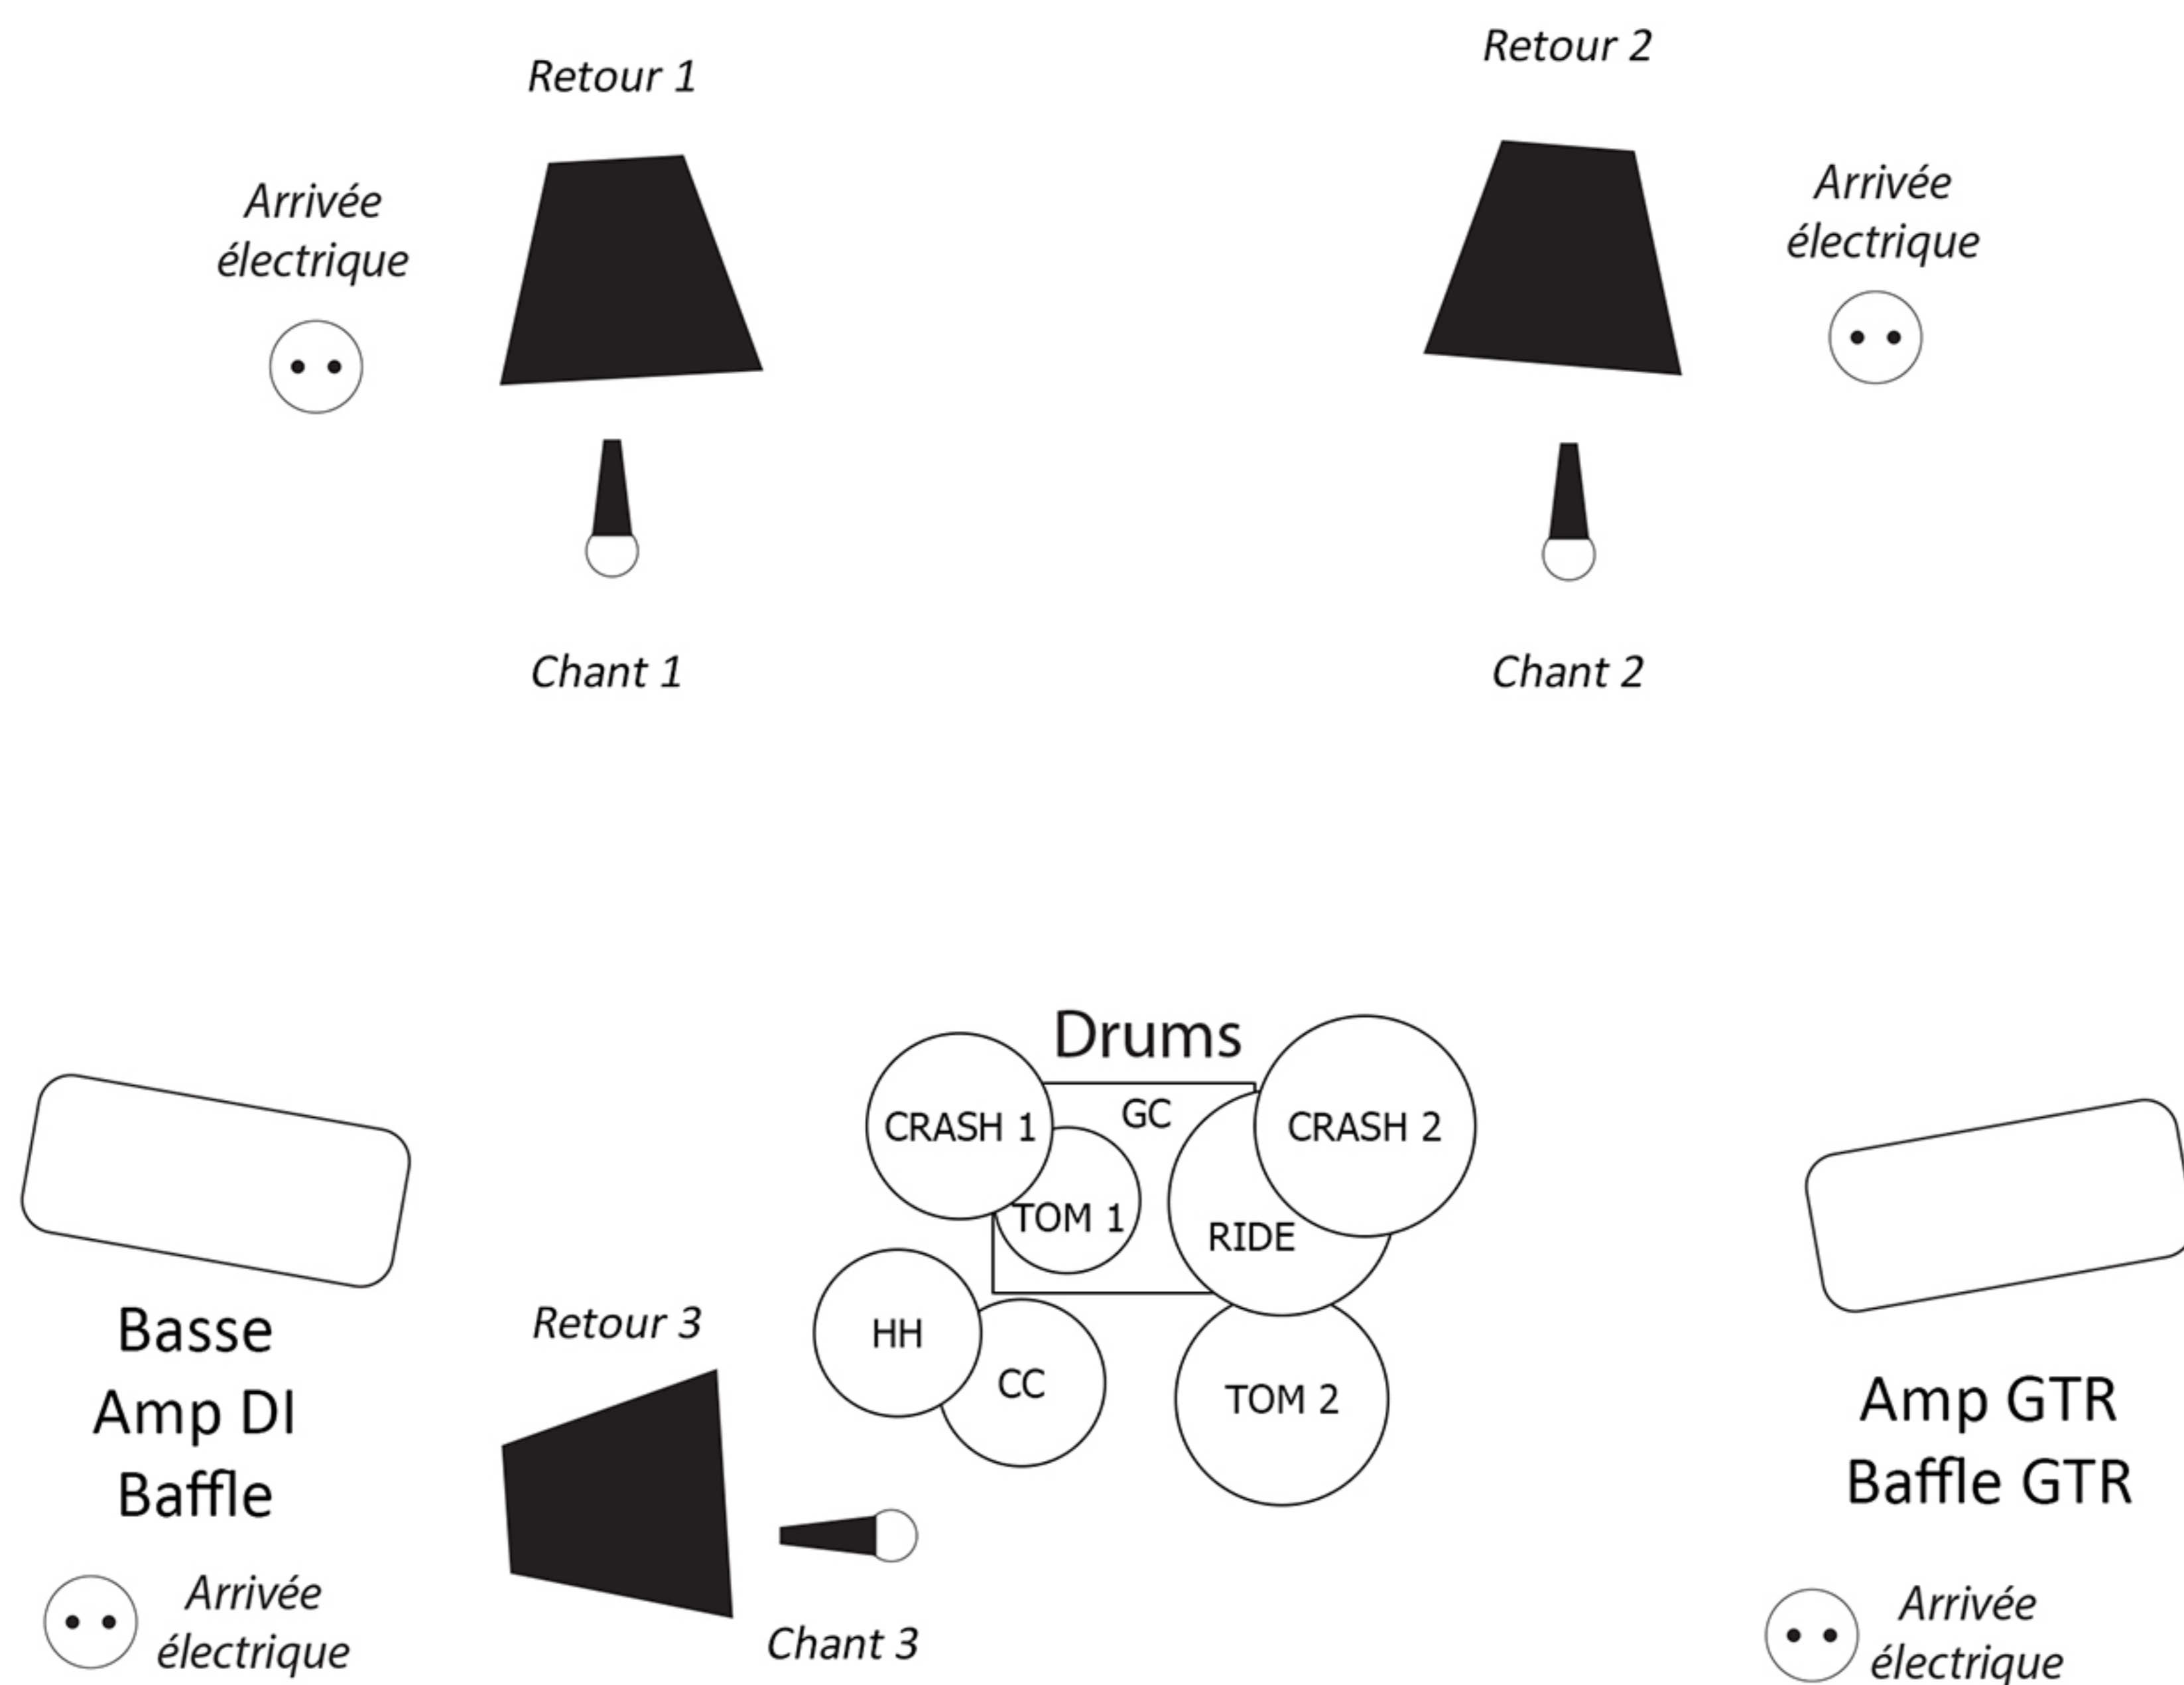 Retour 1
Retour 2
Arrivée
électrique
Arrivée
électrique
Chant 1
Chant 2
Drums
CRASH 1
GC
CRASH 2
TOM 1
RIDE
HH
CC
TOM 2
Basse
Amp DI
Baffle
Retour 3
Amp GTR
Baffle GTR
Arrivée
électrique
Chant 3
Arrivée
électrique